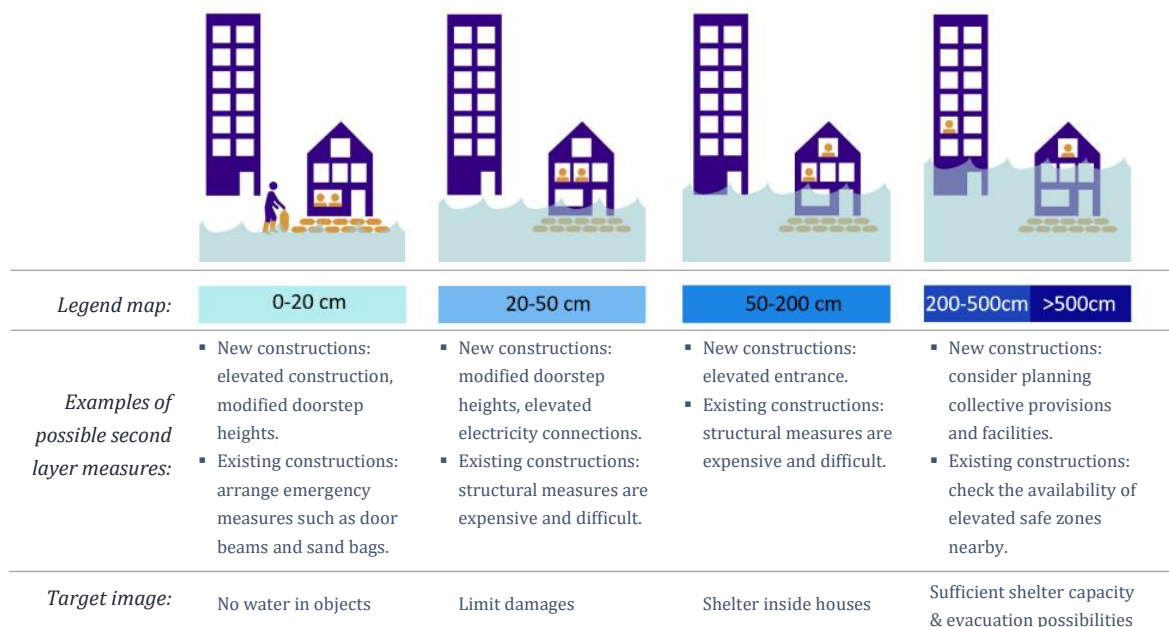 Legend map:
0-20 cm
20-50 cm
50-200 cm
200-500cm
>500cm
Examples of
possible second
layer measures:
▪ New constructions:
elevated construction,
modified doorstep
heights.
▪ Existing constructions:
arrange emergency
measures such as door
beams and sand bags.
▪ New constructions:
modified doorstep
heights, elevated
electricity connections.
▪ Existing constructions:
structural measures are
expensive and difficult.
▪ New constructions:
elevated entrance.
▪ Existing constructions:
structural measures are
expensive and difficult.
▪ New constructions:
consider planning
collective provisions
and facilities.
▪ Existing constructions:
check the availability of
elevated safe zones
nearby.
Target image:
No water in objects
Limit damages
Shelter inside houses
Sufficient shelter capacity
& evacuation possibilities